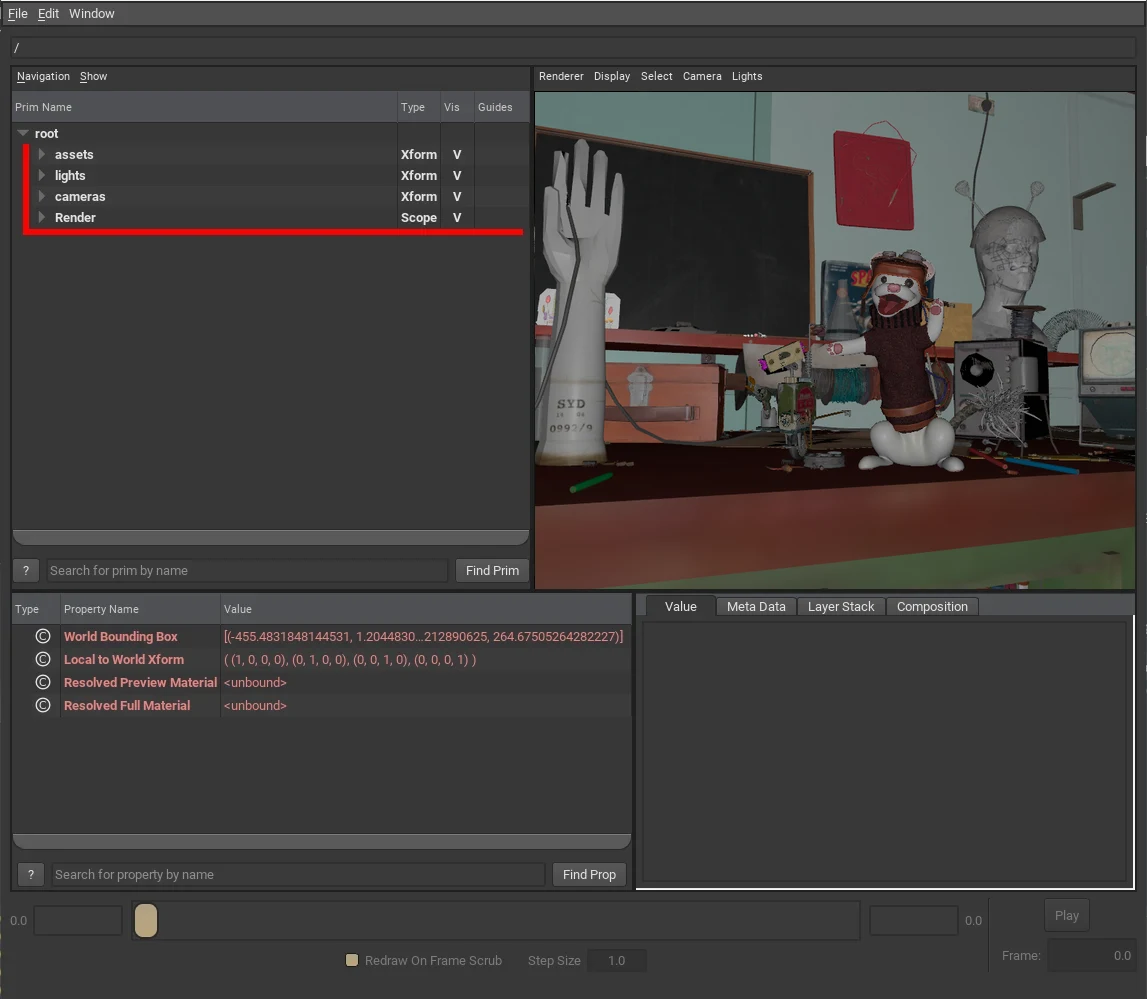 File Edit Window
/
Navigation Show
Renderer Display Select Camera Lights
Prim Name Type Vis Guides
root
assets Xform V
lights Xform V
cameras Xform V
Render Scope V
SYD
0992/9
? Search for prim by name Find Prim
Type Property Name Value
© World Bounding Box [(-455.4831848144531, 1.2044830...212890625, 264.67505264282227)]
© Local to World Xform ( (1, 0, 0, 0), (0, 1, 0, 0), (0, 0, 1, 0), (0, 0, 0, 1) )
© Resolved Preview Material <unbound>
© Resolved Full Material <unbound>
Value Meta Data Layer Stack Composition
? Search for property by name Find Prop
0.0 0.0 Play
Redraw On Frame Scrub Step Size 1.0 Frame: 0.0